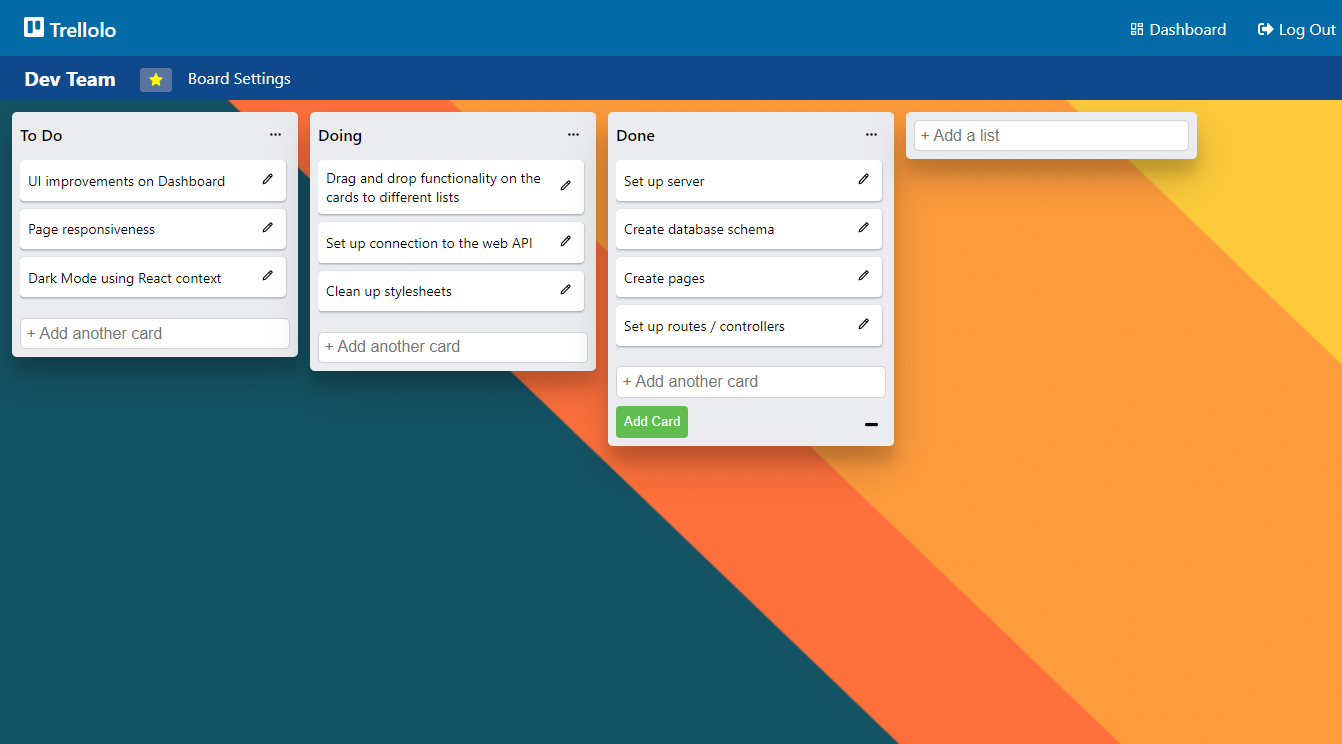 Trellolo
Dashboard
Log Out
Dev Team
Board Settings
To Do
UI improvements on Dashboard
Page responsiveness
Dark Mode using React context
+ Add another card
Doing
Drag and drop functionality on the
cards to different lists
Set up connection to the web API
Clean up stylesheets
+ Add another card
Done
Set up server
Create database schema
Create pages
Set up routes / controllers
+ Add another card
Add Card
+ Add a list